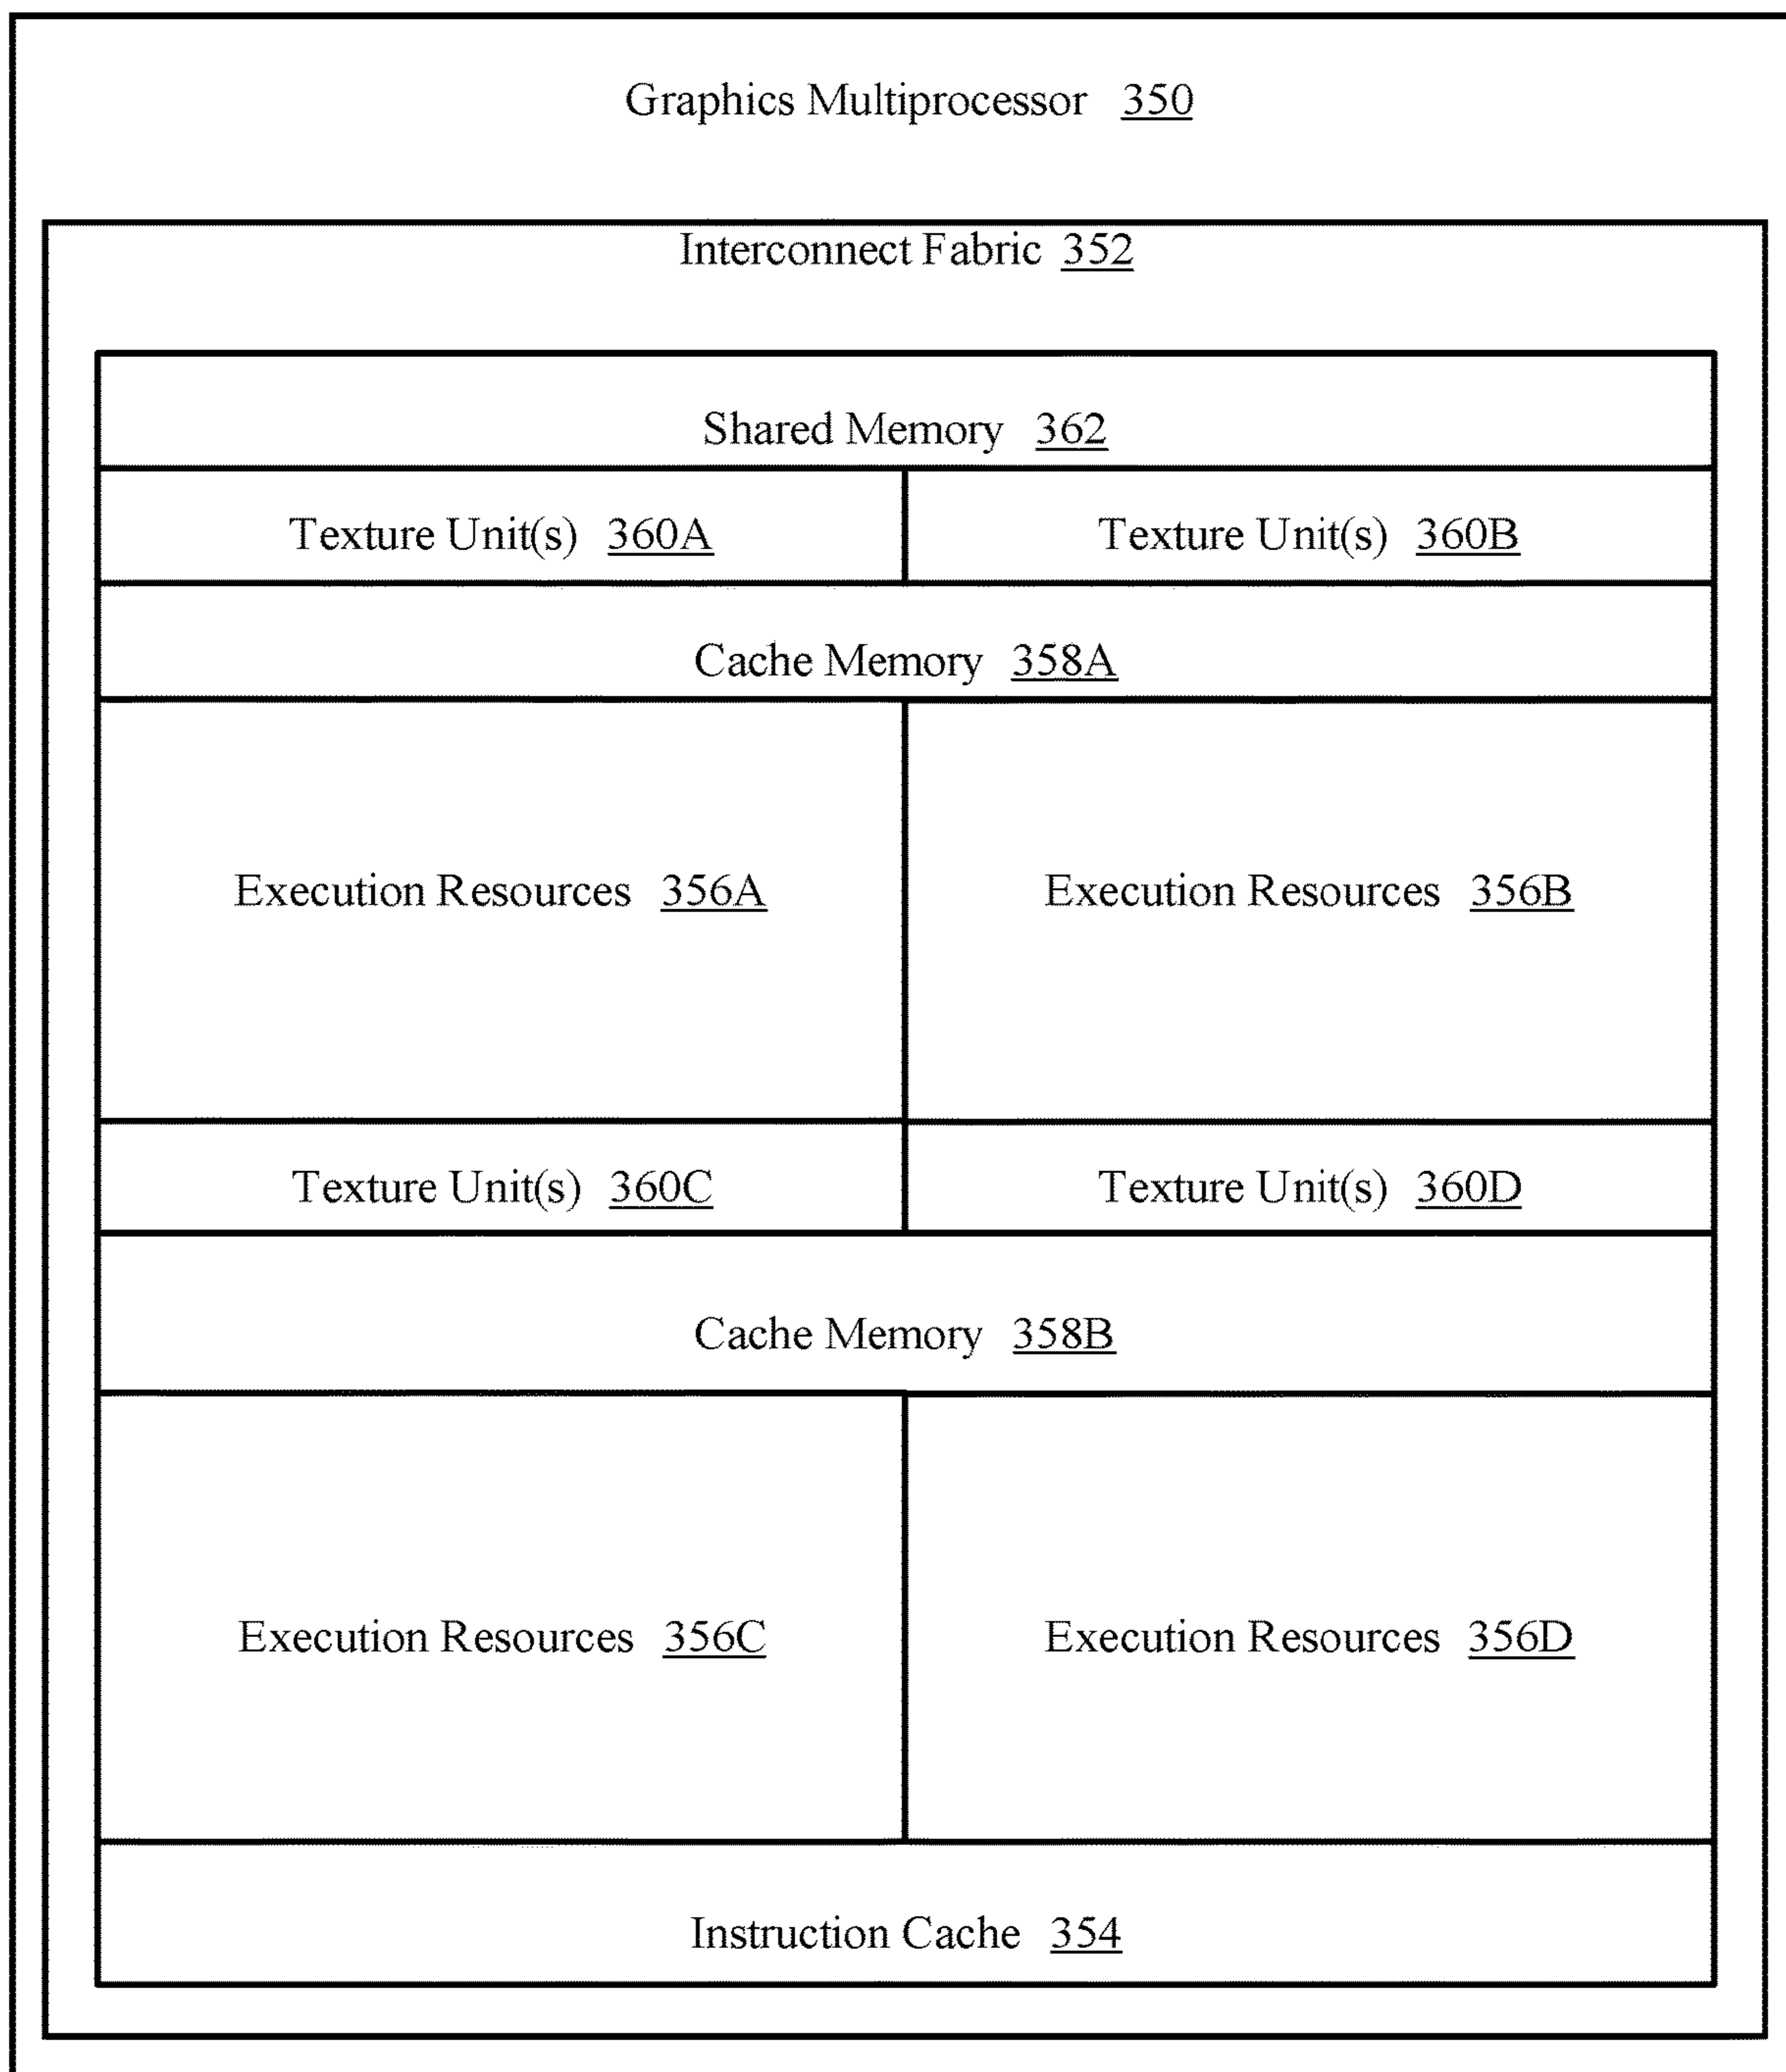 Graphics Multiprocessor 350
Interconnect Fabric 352
Shared Memory 362
Texture Unit(s) 360A
Texture Unit(s) 360B
Cache Memory 358A
Execution Resources 356A
Execution Resources 356B
Texture Unit(s) 360C
Texture Unit(s) 360D
Cache Memory 358B
Execution Resources 356C
Execution Resources 356D
Instruction Cache 354